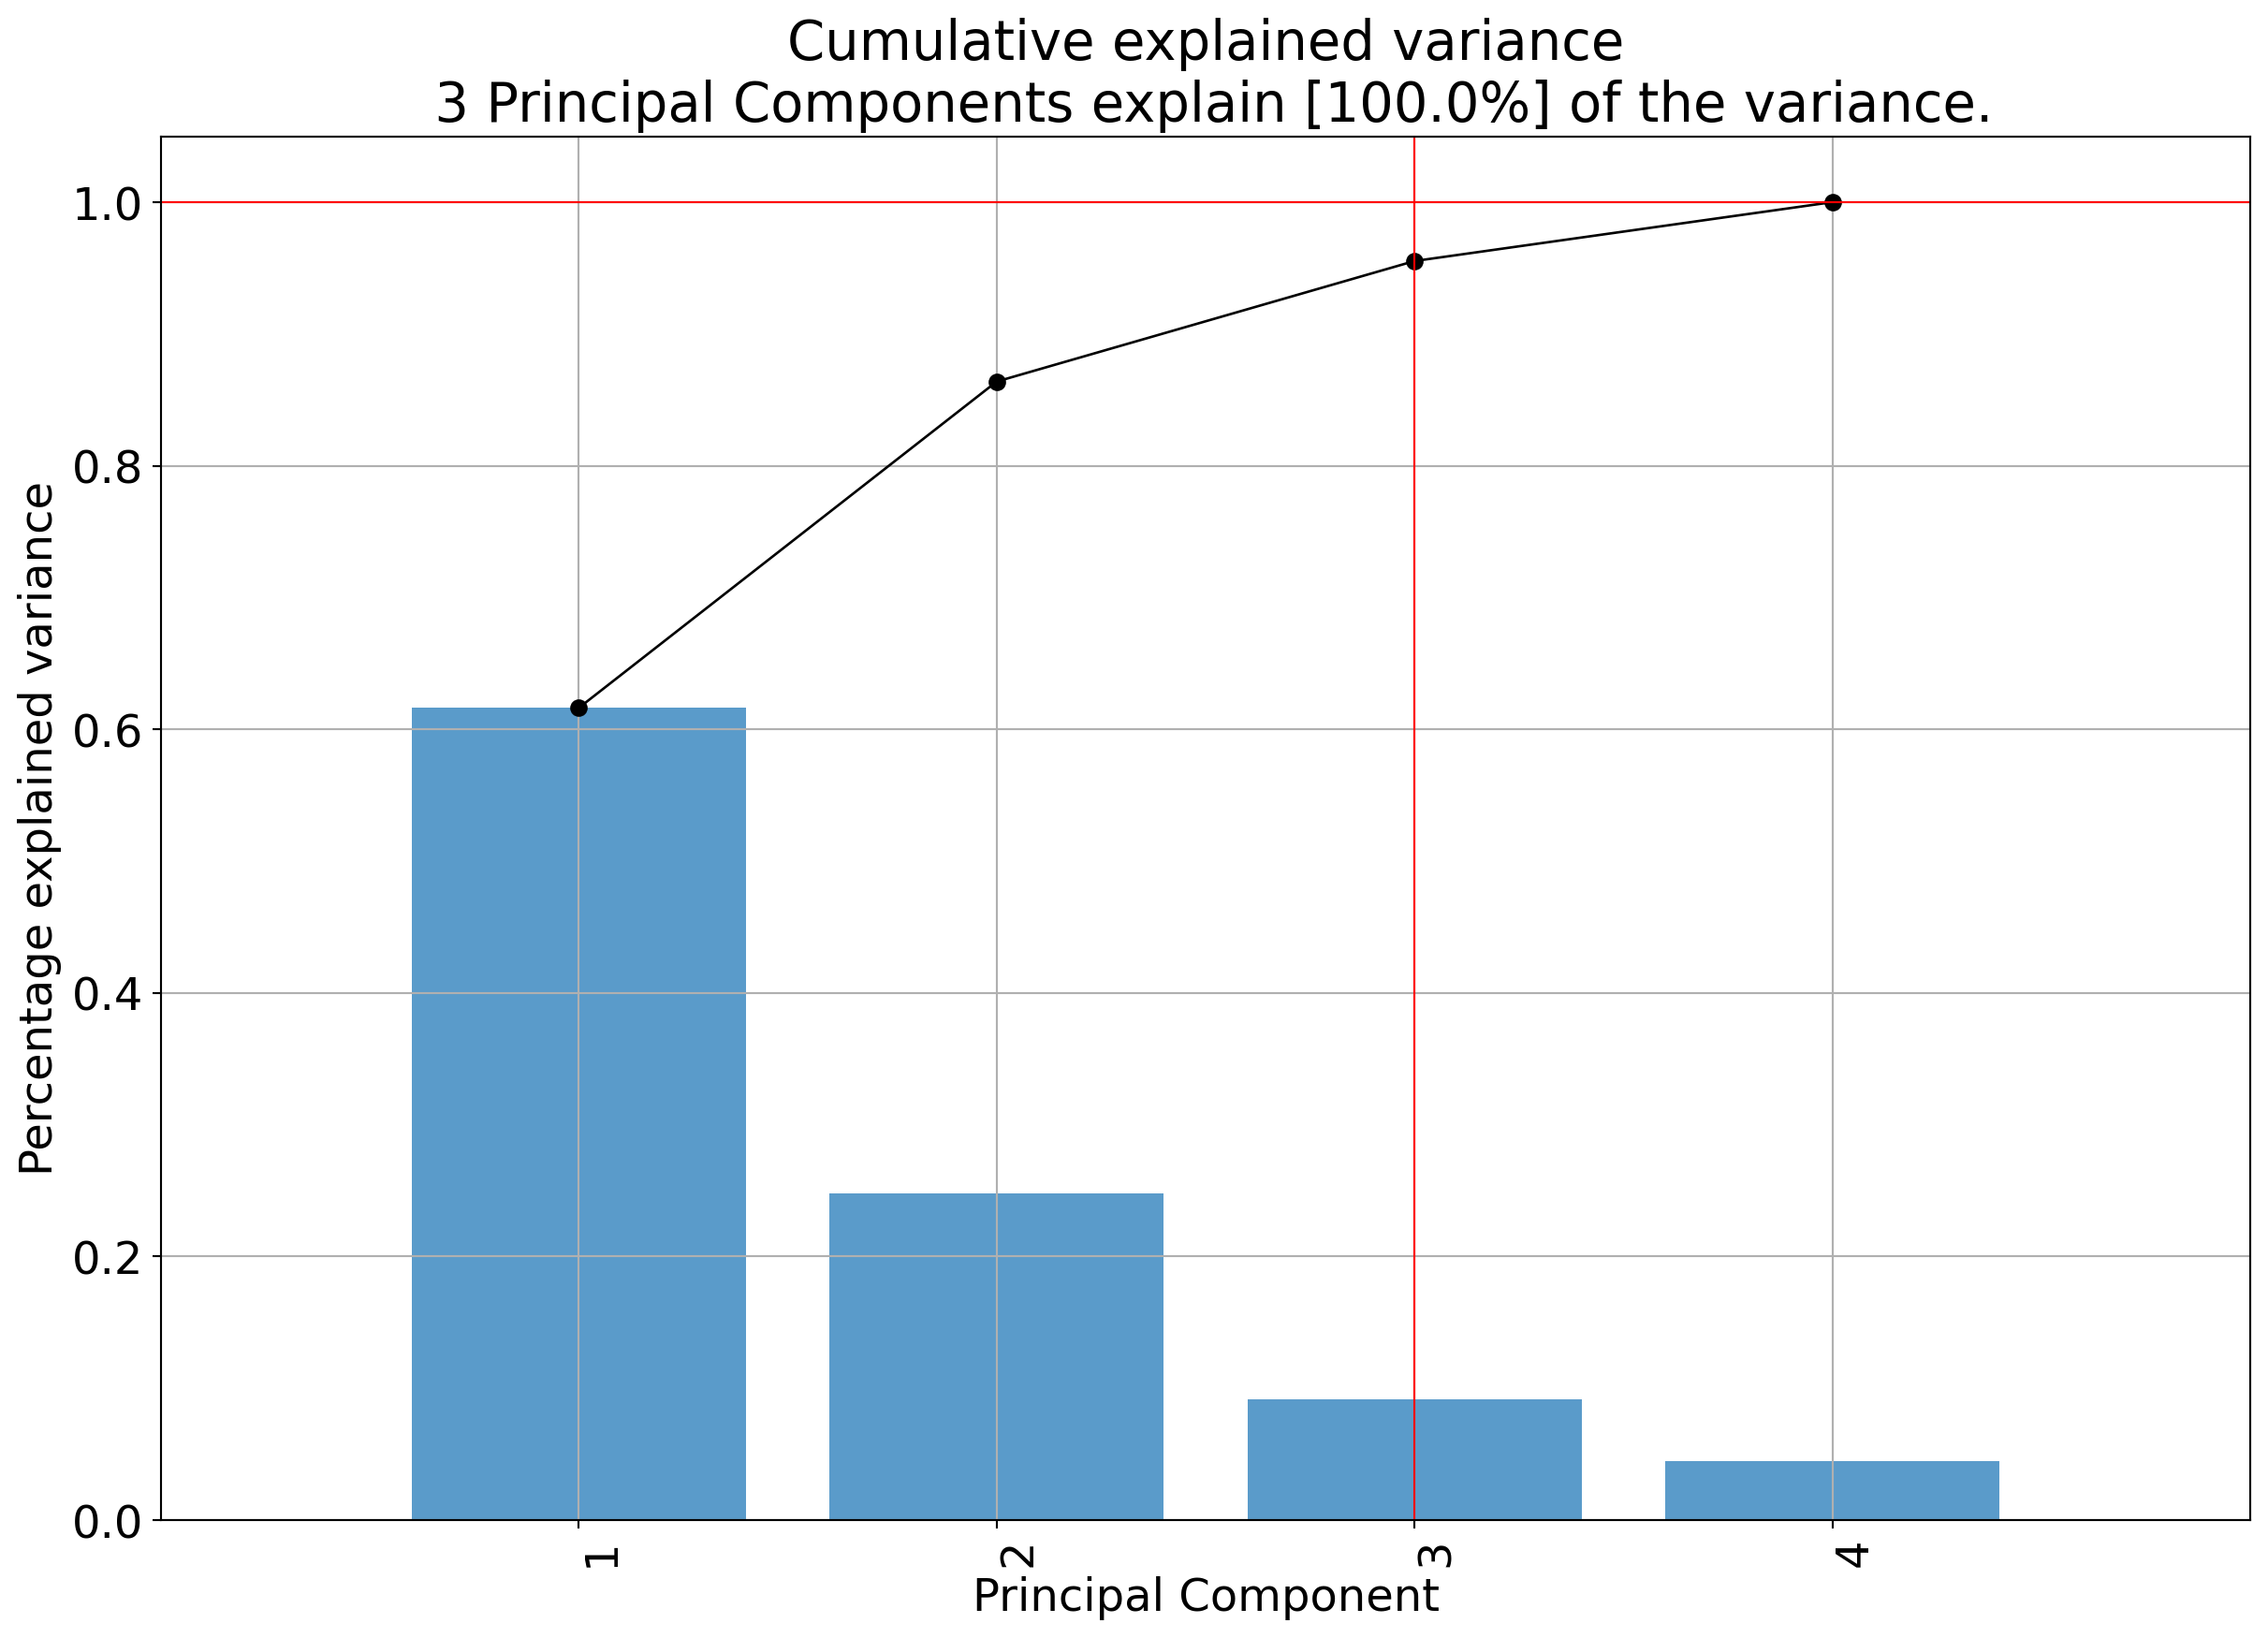 Cumulative explained variance
3 Principal Components explain [100.0%] of the variance.
1.0
0.8
0.6
0.4
0.2
0.0
Percentage explained variance
1
2
3
4
Principal Component